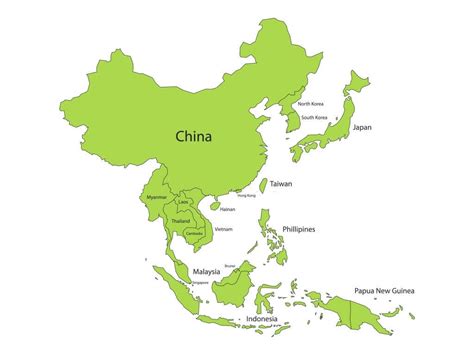 North Korea
South Korea
Japan
China
Hong Kong
Taiwan
Myanmar
Laos
Hainan
Thailand
Vietnam
Cambodia
Phillipines
Brunei
Malaysia
Singapore
Papua New Guinea
Indonesia